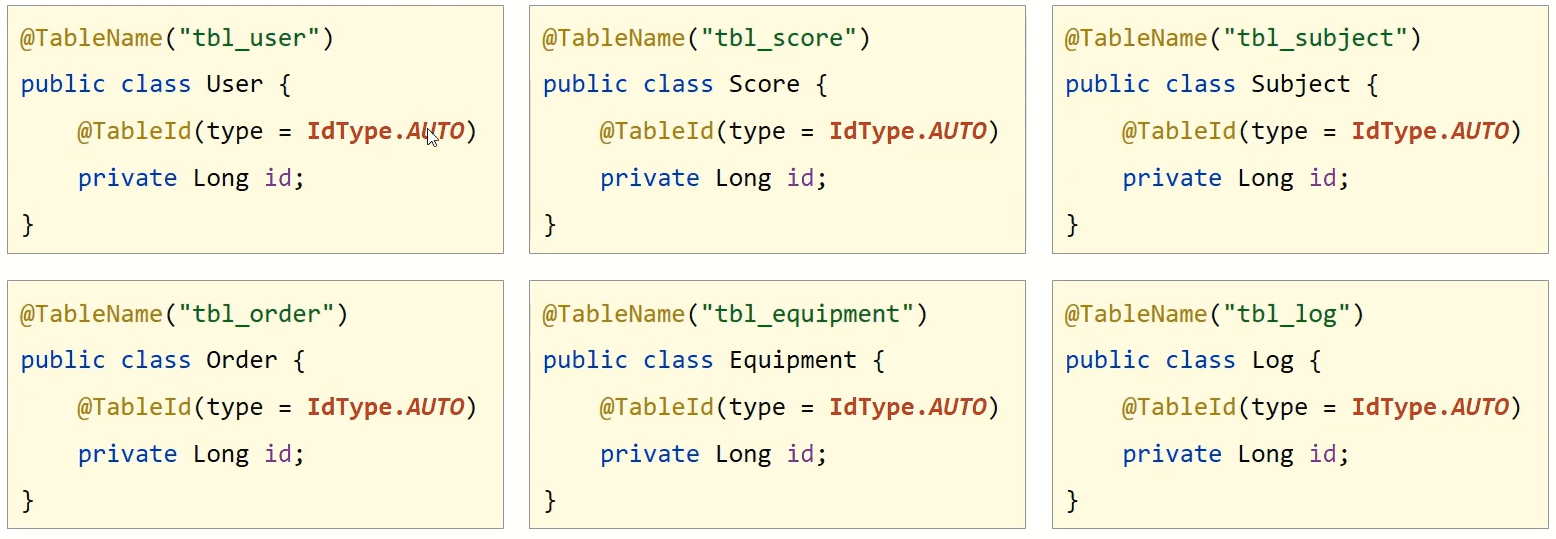 @TableName("tbl_user")
public class User {
    @TableId(type = IdType.AUTO)
    private Long id;
}
@TableName("tbl_score")
public class Score {
    @TableId(type = IdType.AUTO)
    private Long id;
}
@TableName("tbl_subject")
public class Subject {
    @TableId(type = IdType.AUTO)
    private Long id;
}
@TableName("tbl_order")
public class Order {
    @TableId(type = IdType.AUTO)
    private Long id;
}
@TableName("tbl_equipment")
public class Equipment {
    @TableId(type = IdType.AUTO)
    private Long id;
}
@TableName("tbl_log")
public class Log {
    @TableId(type = IdType.AUTO)
    private Long id;
}